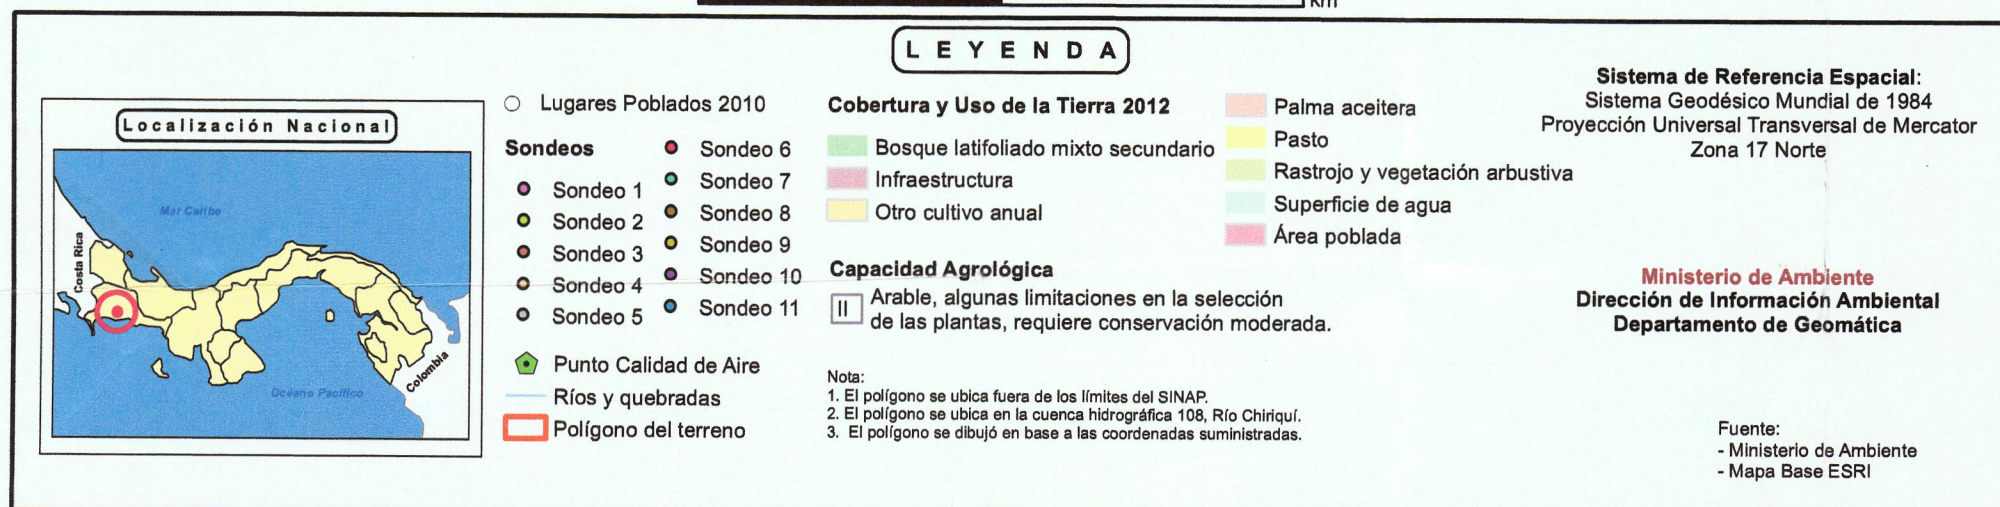 Km
LEYENDA
Localización Nacional
Mar Caribe
Costa Rica
Colombia
Océano Pacífico
Lugares Poblados 2010
Sondeos
Sondeo 1
Sondeo 2
Sondeo 3
Sondeo 4
Sondeo 5
Sondeo 6
Sondeo 7
Sondeo 8
Sondeo 9
Sondeo 10
Sondeo 11
Punto Calidad de Aire
Ríos y quebradas
Polígono del terreno
Cobertura y Uso de la Tierra 2012
Bosque latifoliado mixto secundario
Infraestructura
Otro cultivo anual
Palma aceitera
Pasto
Rastrojo y vegetación arbustiva
Superficie de agua
Área poblada
Capacidad Agrológica
II
Arable, algunas limitaciones en la selección
de las plantas, requiere conservación moderada.
Nota:
1. El polígono se ubica fuera de los límites del SINAP.
2. El polígono se ubica en la cuenca hidrográfica 108, Río Chiriquí.
3. El polígono se dibujó en base a las coordenadas suministradas.
Sistema de Referencia Espacial:
Sistema Geodésico Mundial de 1984
Proyección Universal Transversal de Mercator
Zona 17 Norte
Ministerio de Ambiente
Dirección de Información Ambiental
Departamento de Geomática
Fuente:
- Ministerio de Ambiente
- Mapa Base ESRI